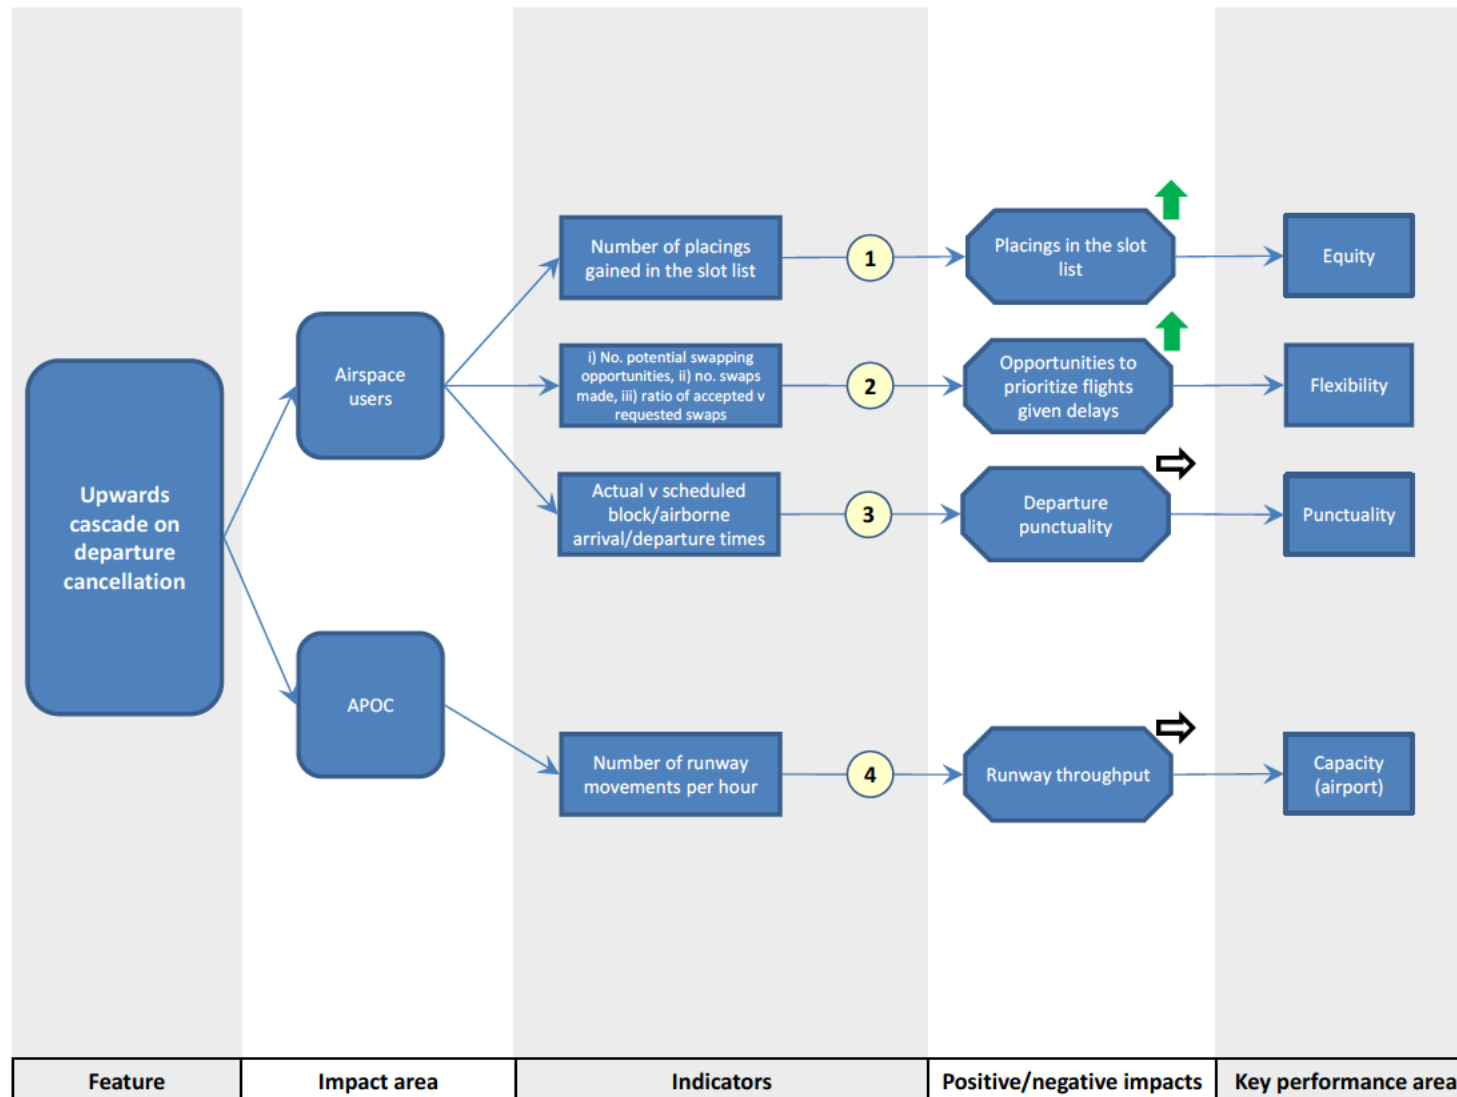 Upwards
cascade on
departure
cancellation
Airspace
users
APOC
Number of placings
gained in the slot list
1
Placings in the slot
list
Equity
i) No. potential swapping
opportunities, ii) no. swaps
made, iii) ratio of accepted v
requested swaps
2
Opportunities to
prioritize flights
given delays
Flexibility
Actual v scheduled
block/airborne
arrival/departure times
3
Departure
punctuality
Punctuality
Number of runway
movements per hour
4
Runway throughput
Capacity
(airport)
Feature
Impact area
Indicators
Positive/negative impacts
Key performance area